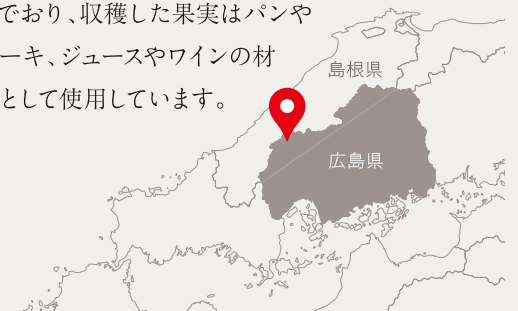 でおり、収穫した果実はパンや
ーキ、ジュースやワインの材
として使用しています。
島根県
広島県